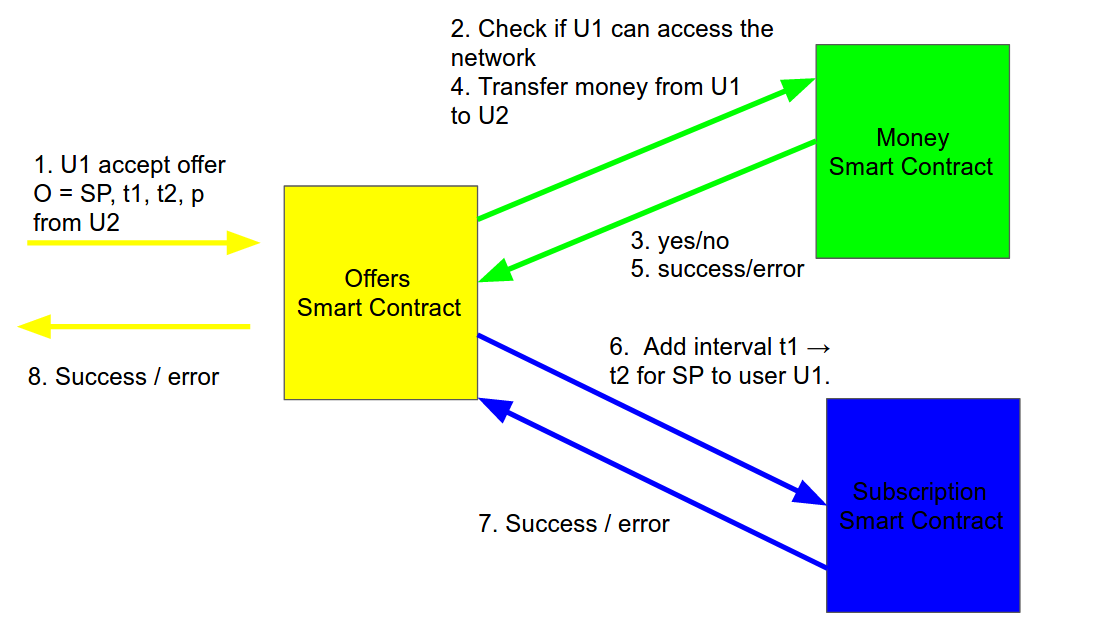 2. Check if U1 can access the
network
4. Transfer money from U1
to U2
Money
Smart Contract
1. U1 accept offer
O = SP, t1, t2, p
from U2
3. yes/no
5. success/error
Offers
Smart Contract
6.  Add interval t1 →
t2 for SP to user U1.
8. Success / error
Subscription
Smart Contract
7. Success / error